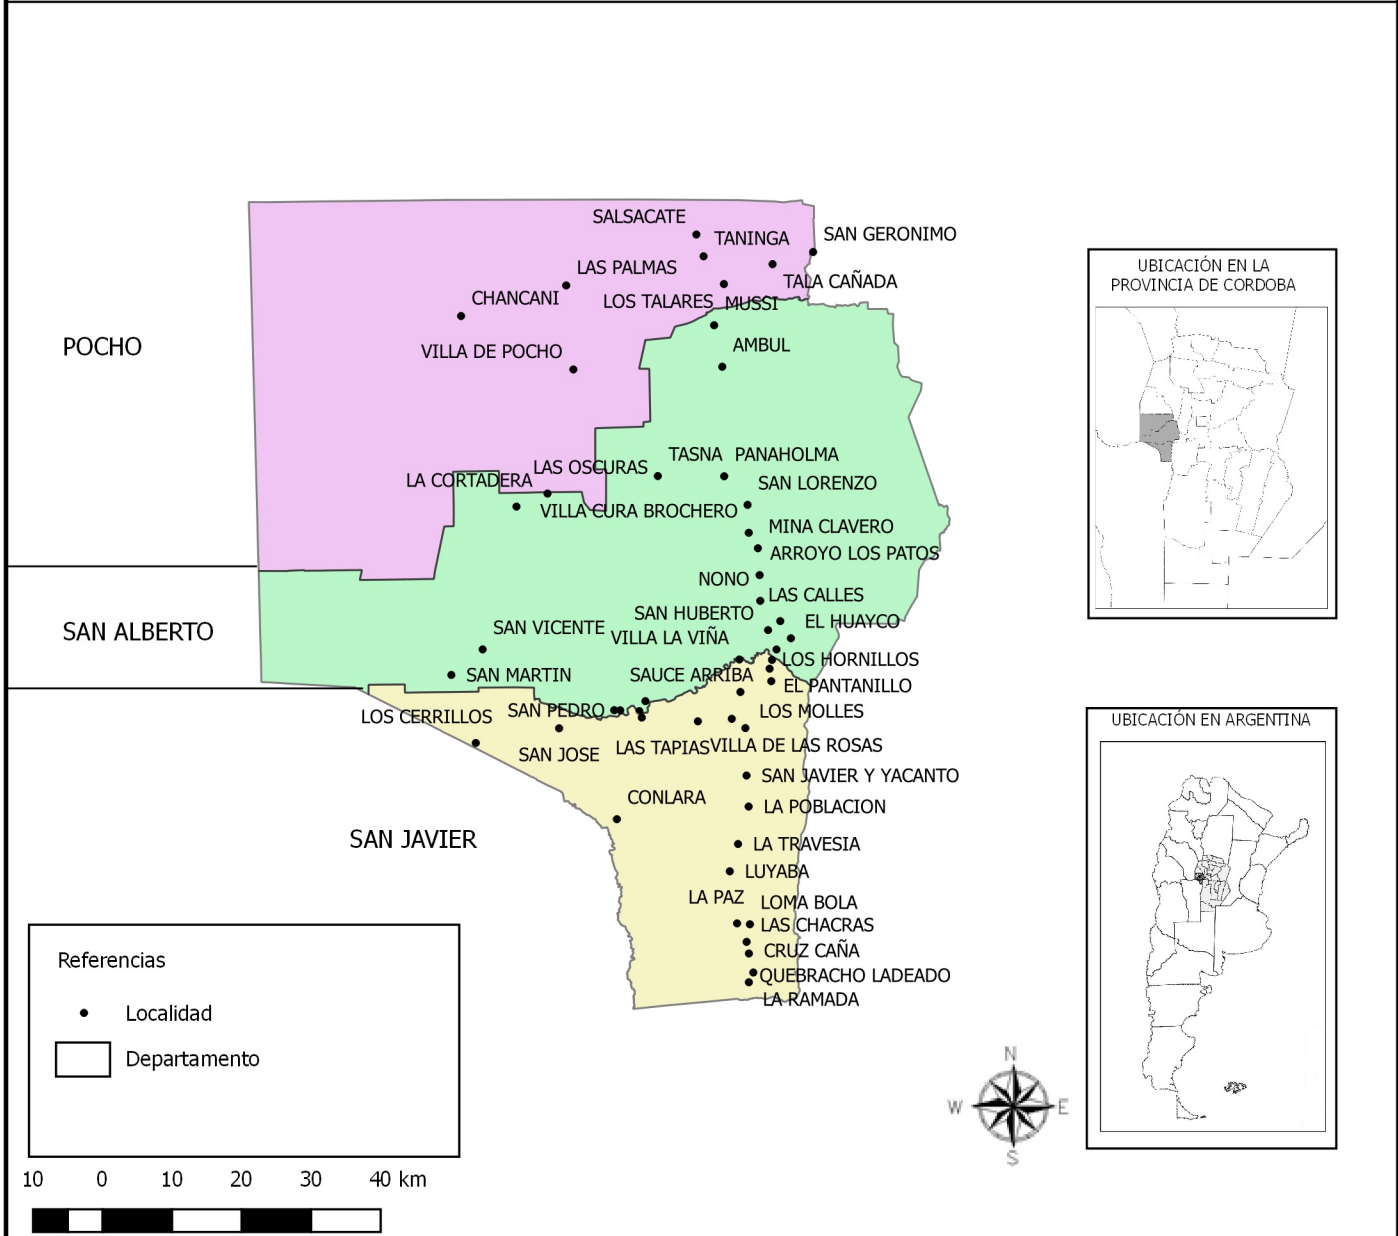 SALSACATE
SAN GERONIMO
TANINGA
LAS PALMAS
TALA CAÑADA
CHANCANI
LOS TALARES
MUSSI
POCHO
VILLA DE POCHO
AMBUL
TASNA
PANAHOLMA
LAS OSCURAS
LA CORTADERA
SAN LORENZO
VILLA CURA BROCHERO
MINA CLAVERO
ARROYO LOS PATOS
NONO
LAS CALLES
SAN HUBERTO
EL HUAYCO
SAN ALBERTO
SAN VICENTE
VILLA LA VIÑA
LOS HORNILLOS
SAN MARTIN
SAUCE ARRIBA
EL PANTANILLO
SAN PEDRO
LOS MOLLES
LOS CERRILLOS
SAN JOSE
LAS TAPIAS
VILLA DE LAS ROSAS
SAN JAVIER Y YACANTO
CONLARA
LA POBLACION
SAN JAVIER
LA TRAVESIA
LUYABA
LA PAZ
LOMA BOLA
LAS CHACRAS
CRUZ CAÑA
QUEBRACHO LADEADO
LA RAMADA
UBICACIÓN EN LA
PROVINCIA DE CORDOBA
UBICACIÓN EN ARGENTINA
Referencias
Localidad
Departamento
N
W
E
S
10 0 10 20 30 40 km